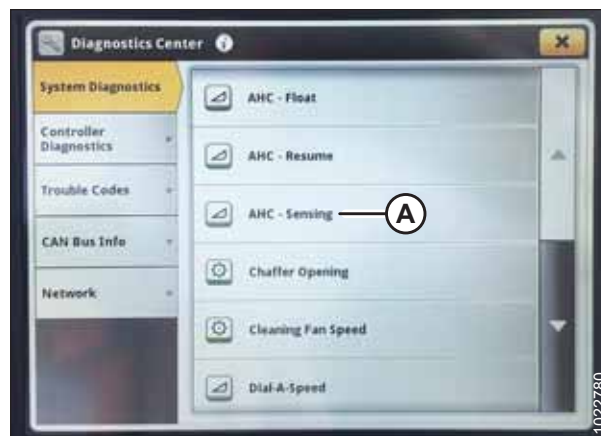 Diagnostics Center
System Diagnostics
Controller
Diagnostics
Trouble Codes
CAN Bus Info
Network
AHC - Float
AHC - Resume
AHC - Sensing
A
Chaffer Opening
Cleaning Fan Speed
Dial-A-Speed
1022780